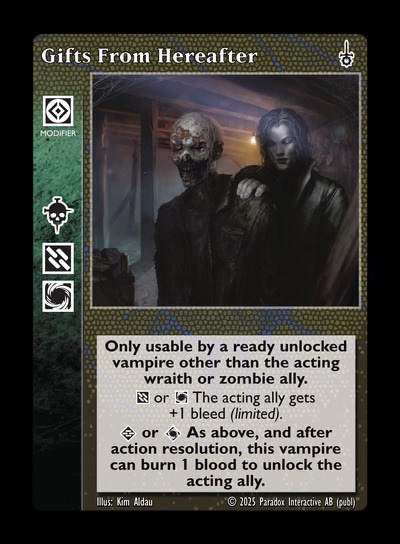 Gifts From Hereafter
MODIFIER
Only usable by a ready unlocked
vampire other than the acting
wraith or zombie ally.
or The acting ally gets
+1 bleed (limited).
or As above, and after
action resolution, this vampire
can burn 1 blood to unlock the
acting ally.
Illus: Kim Aldau © 2025 Paradox Interactive AB (publ)